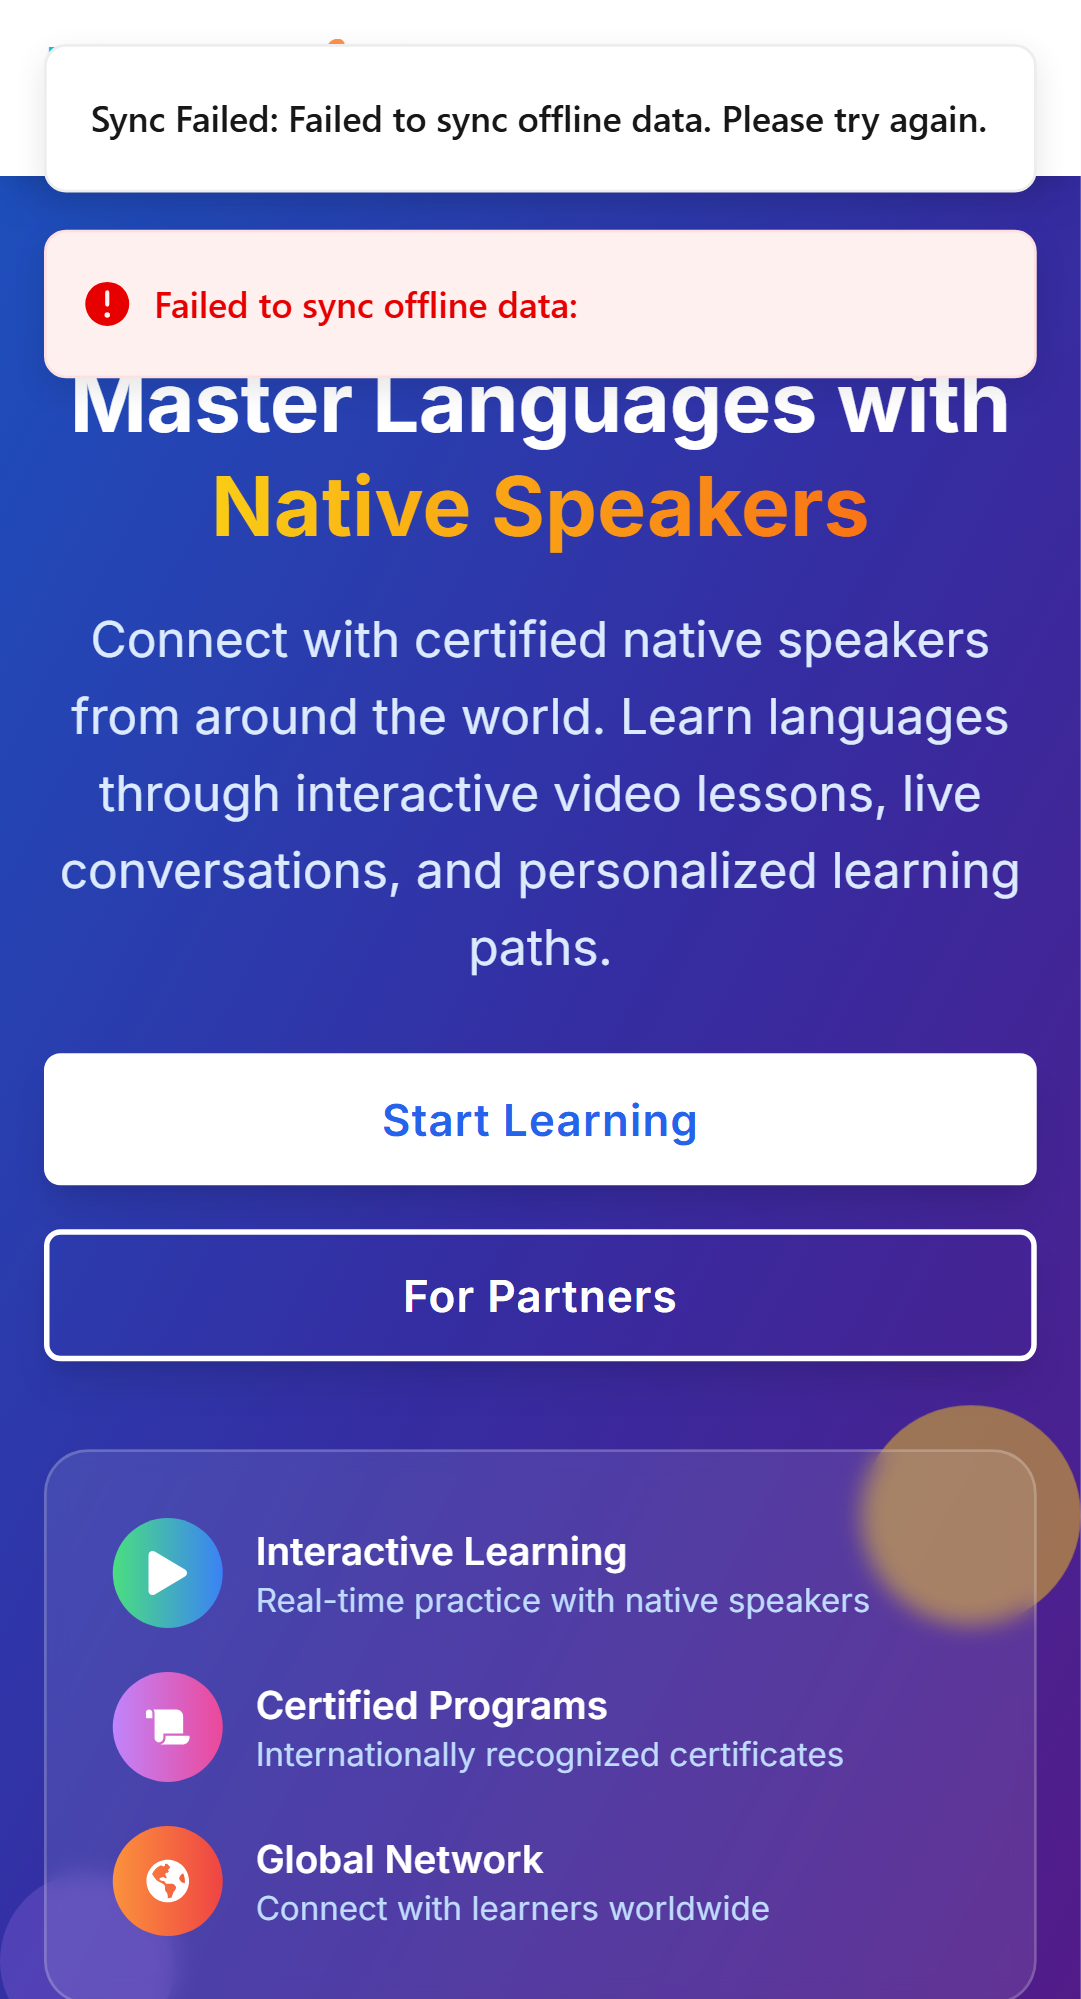 Sync Failed: Failed to sync offline data. Please try again.
Failed to sync offline data:
Master Languages with
Native Speakers
Connect with certified native speakers
from around the world. Learn languages
through interactive video lessons, live
conversations, and personalized learning
paths.
Start Learning
For Partners
Interactive Learning
Real-time practice with native speakers
Certified Programs
Internationally recognized certificates
Global Network
Connect with learners worldwide